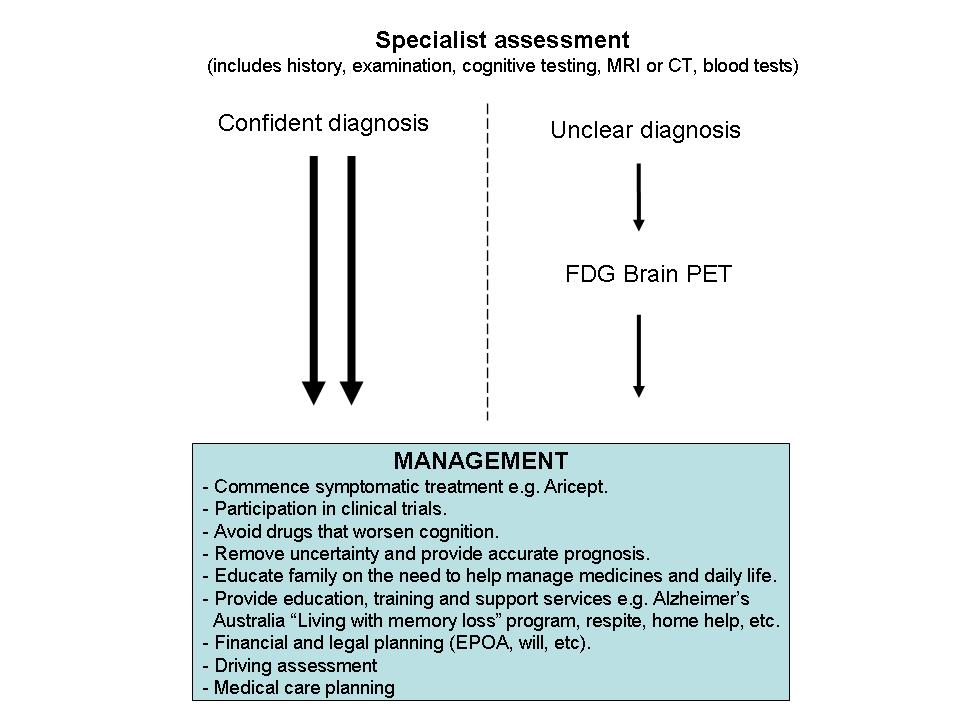 Specialist assessment
(includes history, examination, cognitive testing, MRI or CT, blood tests)
Confident diagnosis
Unclear diagnosis
FDG Brain PET
MANAGEMENT
- Commence symptomatic treatment e.g. Aricept.
- Participation in clinical trials.
- Avoid drugs that worsen cognition.
- Remove uncertainty and provide accurate prognosis.
- Educate family on the need to help manage medicines and daily life.
- Provide education, training and support services e.g. Alzheimer’s
Australia “Living with memory loss” program, respite, home help, etc.
- Financial and legal planning (EPOA, will, etc).
- Driving assessment
- Medical care planning